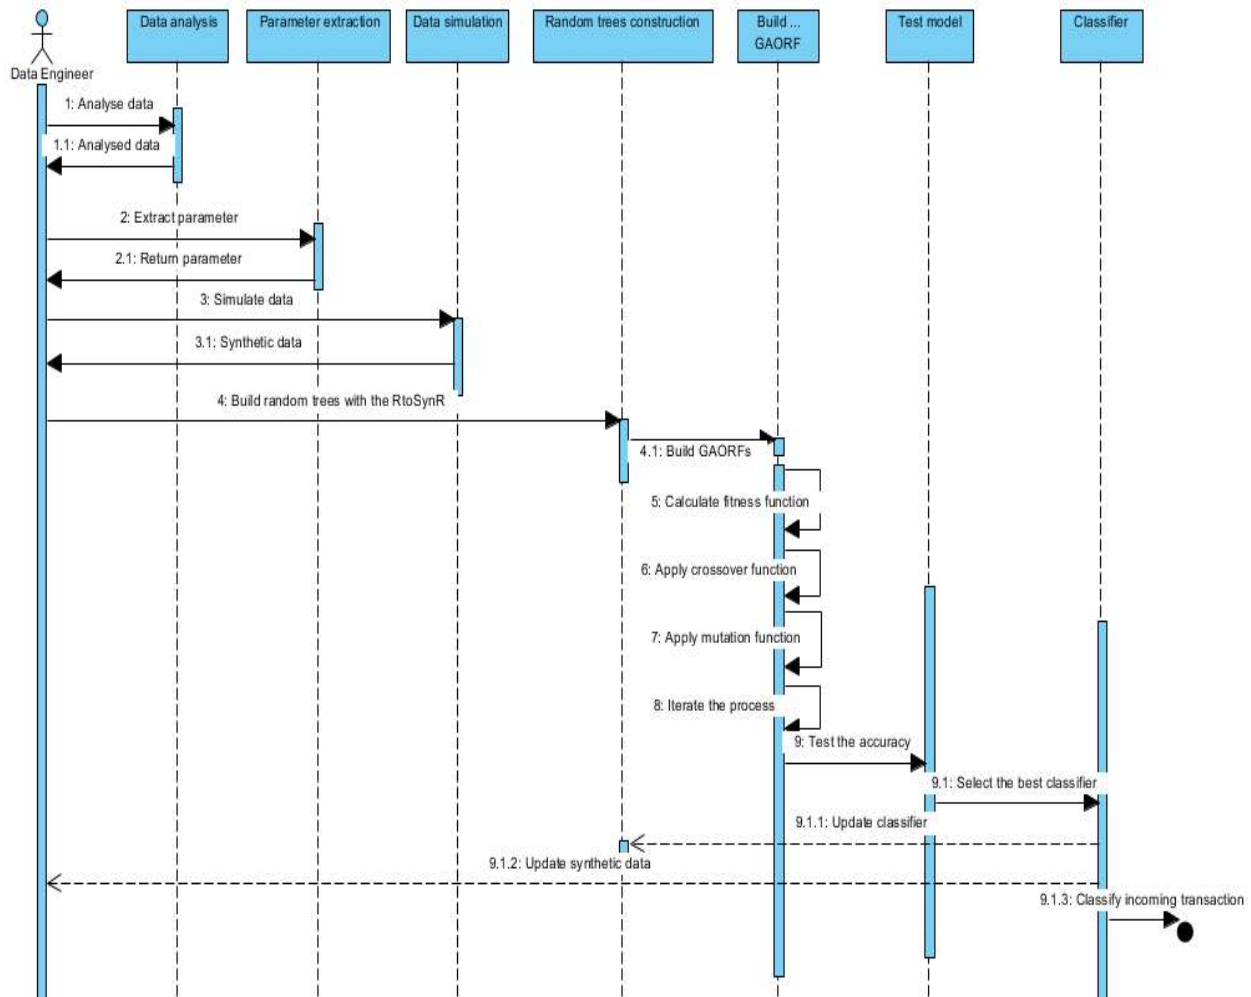 Data analysis
Parameter extraction
Data simulation
Random trees construction
Build ...
GAORF
Test model
Classifier
Data Engineer
1: Analyse data
1.1: Analysed data
2: Extract parameter
2.1: Return parameter
3: Simulate data
3.1: Synthetic data
4: Build random trees with the RtoSynR
4.1: Build GAORFs
5: Calculate fitness function
6: Apply crossover function
7: Apply mutation function
8: Iterate the process
9: Test the accuracy
9.1: Select the best classifier
9.1.1: Update classifier
9.1.2: Update synthetic data
9.1.3: Classify incoming transaction